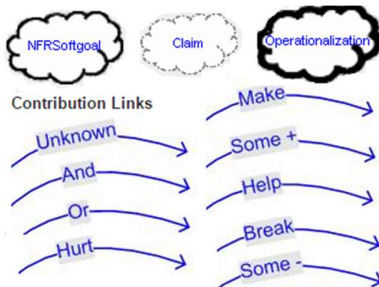 NFRSoftgoal
Claim
Operationalization
Contribution Links
Unknown
And
Or
Hurt
Make
Some +
Help
Break
Some -